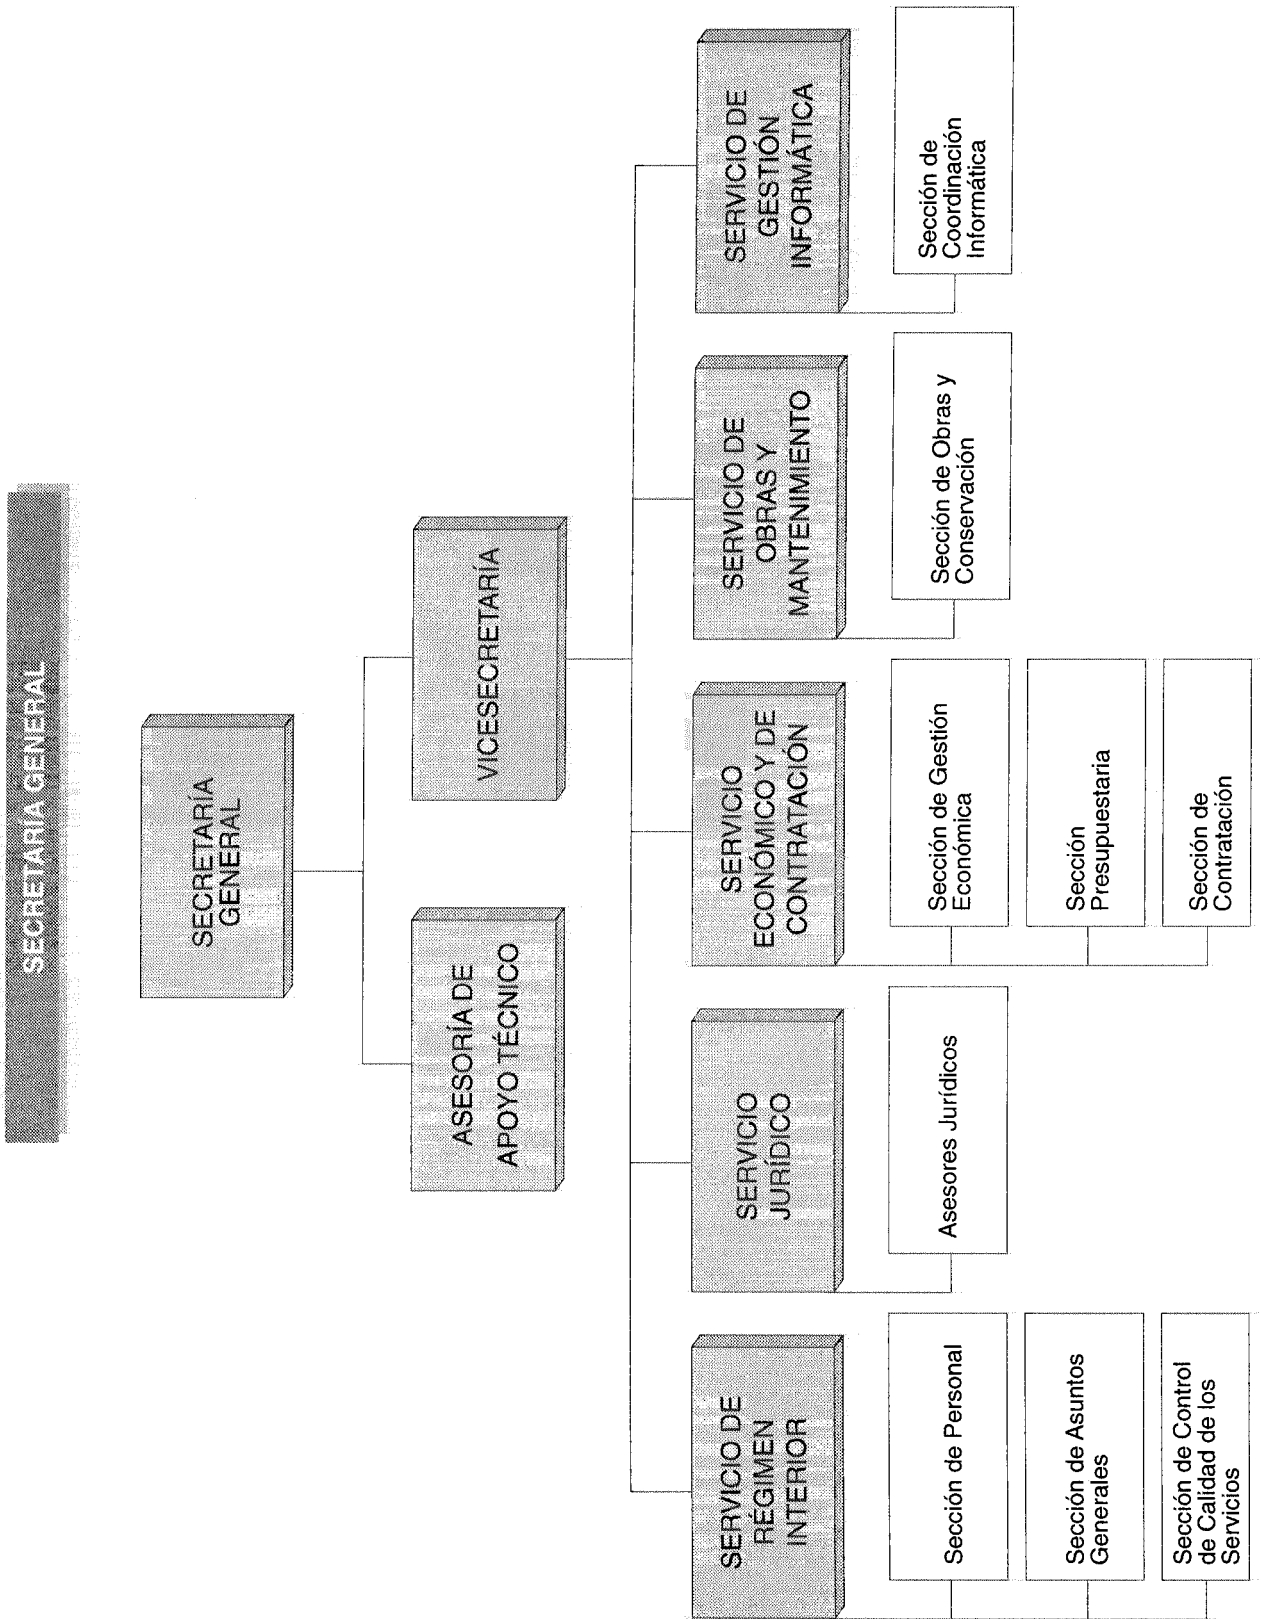 SECRETARÍA GENERAL
SECRETARÍA
GENERAL
ASESORÍA DE
APOYO TÉCNICO
VICESECRETARÍA
SERVICIO DE
RÉGIMEN
INTERIOR
Sección de Personal
Sección de Asuntos
Generales
Sección de Control
de Calidad de los
Servicios
SERVICIO
JURÍDICO
Asesores Jurídicos
SERVICIO
ECONÓMICO Y DE
CONTRATACIÓN
Sección de Gestión
Económica
Sección
Presupuestaria
Sección de
Contratación
SERVICIO DE
OBRAS Y
MANTENIMIENTO
Sección de Obras y
Conservación
SERVICIO DE
GESTIÓN
INFORMÁTICA
Sección de
Coordinación
Informática